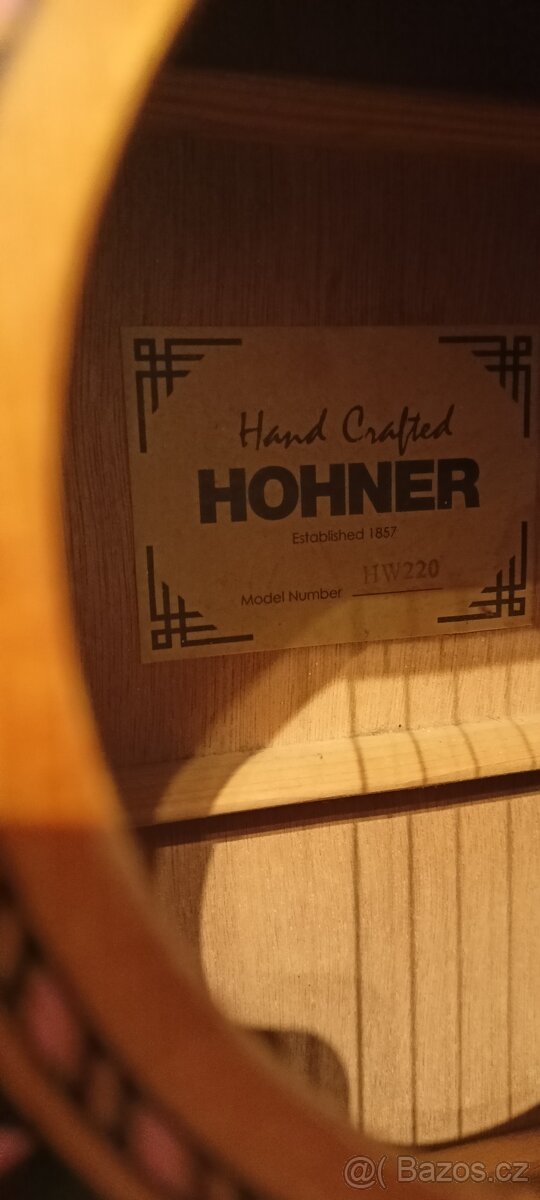 Hand Crafted
HOHNER
Established 1857
Model Number HW220
@( Bazos.cz